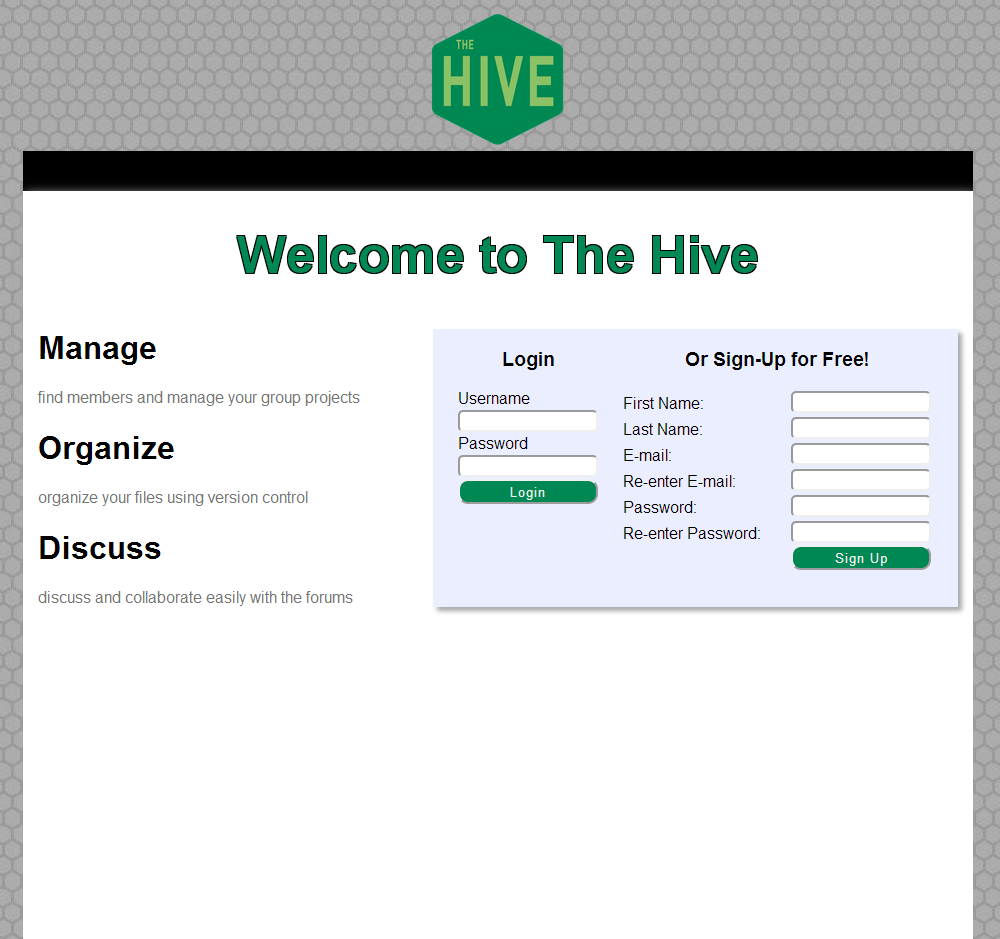 THE
HIVE
Welcome to The Hive
Manage
find members and manage your group projects
Organize
organize your files using version control
Discuss
discuss and collaborate easily with the forums
Login
Username
Password
Login
Or Sign-Up for Free!
First Name:
Last Name:
E-mail:
Re-enter E-mail:
Password:
Re-enter Password:
Sign Up